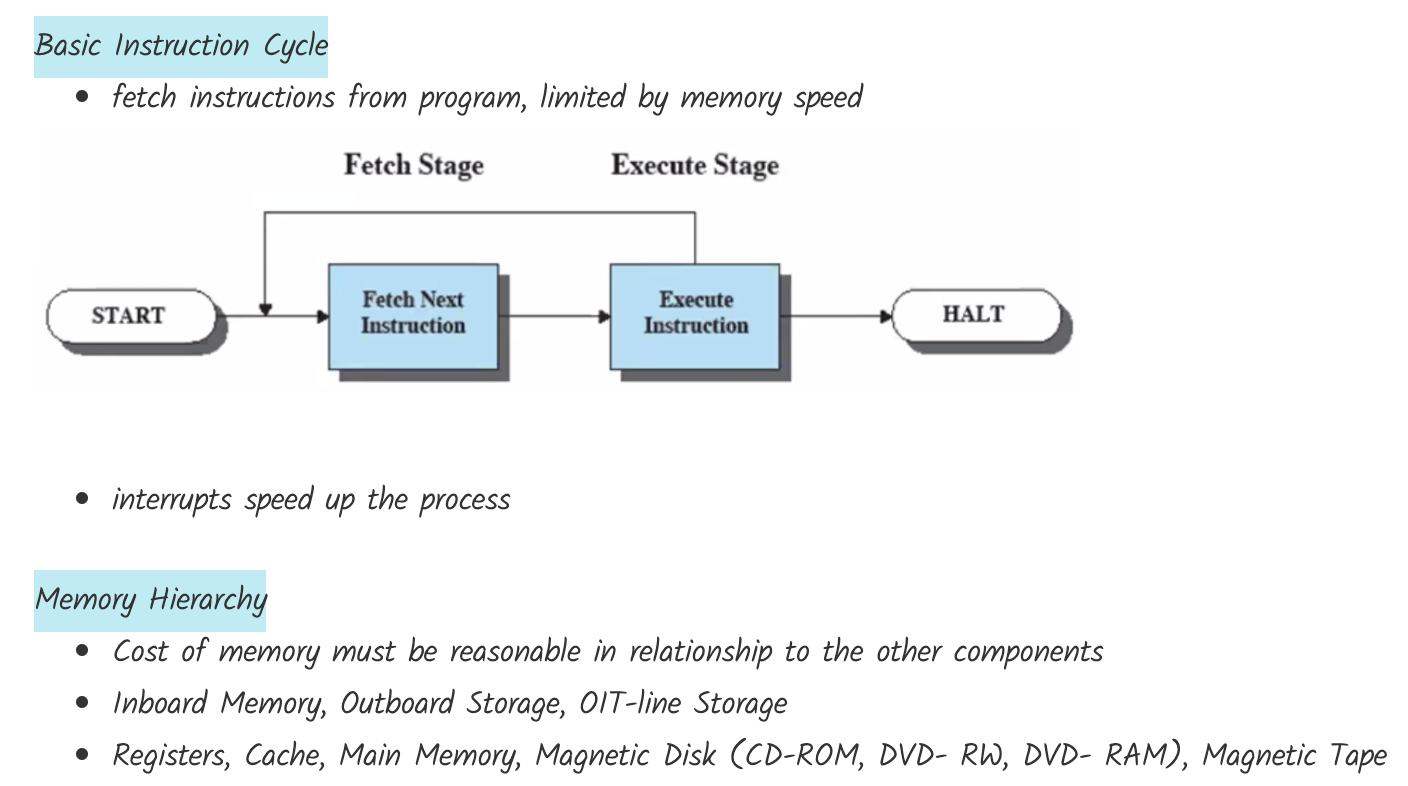 Basic Instruction Cycle
fetch instructions from program, limited by memory speed
Fetch Stage
Execute Stage
START
Fetch Next
Instruction
Execute
Instruction
HALT
interrupts speed up the process
Memory Hierarchy
Cost of memory must be reasonable in relationship to the other components
Inboard Memory, Outboard Storage, OIT-line Storage
Registers, Cache, Main Memory, Magnetic Disk (CD-ROM, DVD- RW, DVD- RAM), Magnetic Tape